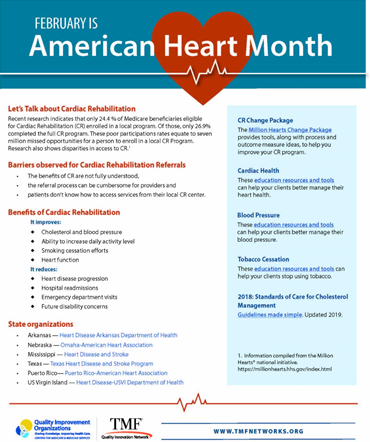 FEBRUARY IS
American Heart Month
Let's Talk about Cardiac Rehabilitation
Recent research indicates that only 24.4 % of Medicare beneficiaries eligible
for Cardiac Rehabilitation (CR) enrolled in a local program. Of those, only 26.9%
completed the full CR program. These poor participation rates equate to seven
million missed opportunities for a person to enroll in a local CR Program.
Research also shows disparities in access to CR.¹
Barriers observed for Cardiac Rehabilitation Referrals
• The benefits of CR are not fully understood,
• the referral process can be cumbersome for providers and
• patients don't know how to access services from their local CR center.
Benefits of Cardiac Rehabilitation
It improves:
◆ Cholesterol and blood pressure
◆ Ability to increase daily activity level
◆ Smoking cessation efforts
◆ Heart function
It reduces:
◆ Heart disease progression
◆ Hospital readmissions
◆ Emergency department visits
◆ Future disability concerns
State organizations
• Arkansas — Heart Disease Arkansas Department of Health
• Nebraska — Omaha-American Heart Association
• Mississippi — Heart Disease and Stroke
• Texas — Texas Heart Disease and Stroke Program
• Puerto Rico— Puerto Rico-American Heart Association
• US Virgin Island — Heart Disease-USVI Department of Health
CR Change Package
The Million Hearts Change Package
provides tools, along with process and
outcome measure ideas, to help you
improve your CR program.
Cardiac Health
These education resources and tools
can help your clients better manage their
heart health.
Blood Pressure
These education resources and tools
can help your clients better manage their
blood pressure.
Tobacco Cessation
These education resources and tools can
help your clients stop using tobacco.
2018: Standards of Care for Cholesterol
Management
Guidelines made simple. Updated 2019.
1. Information compiled from the Million
Hearts® national initiative.
https://millionhearts.hhs.gov/index.html
Quality Improvement
Organizations
Sharing Knowledge. Improving Health Care.
CENTERS FOR MEDICARE & MEDICAID SERVICES
TMF®
Quality Innovation Network
WWW.TMFNETWORKS.ORG